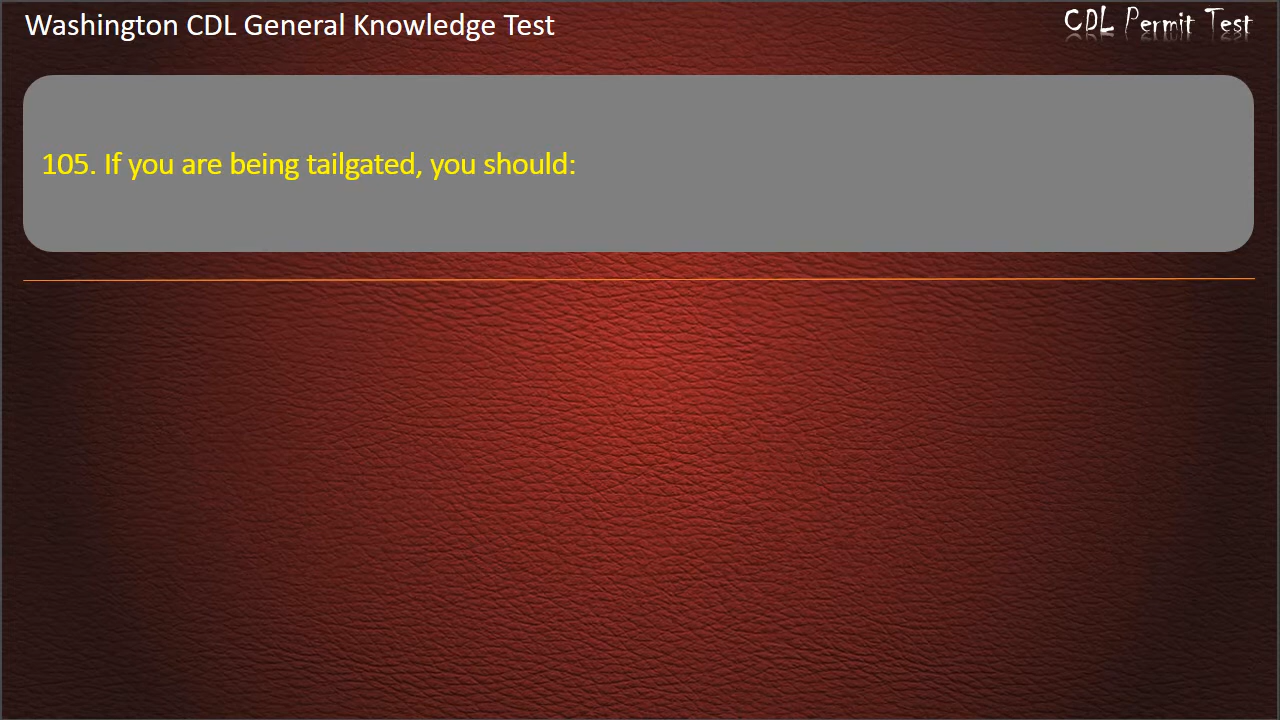 Washington CDL General Knowledge Test
CDL Permit Test
105. If you are being tailgated, you should: